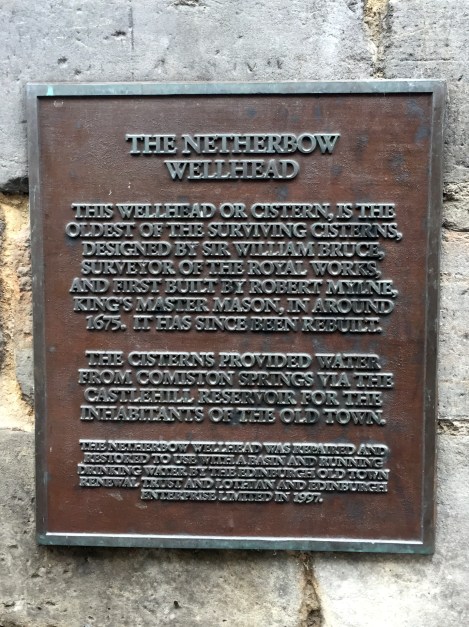 THE NETHERBOW
WELLHEAD
THIS WELLHEAD OR CISTERN, IS THE
OLDEST OF THE SURVIVING CISTERNS,
DESIGNED BY SIR WILLIAM BRUCE,
SURVEYOR OF THE ROYAL WORKS,
AND FIRST BUILT BY ROBERT MYLNE,
KING'S MASTER MASON, IN AROUND
1675. IT HAS SINCE BEEN REBUILT.
THE CISTERNS PROVIDED WATER
FROM COMISTON SPRINGS VIA THE
CASTLEHILL RESERVOIR FOR THE
INHABITANTS OF THE OLD TOWN.
THE NETHERBOW WELLHEAD WAS REPAIRED AND
RESTORED TO USE WITH A BASIN AND RUNNING
DRINKING WATER BY THE EDINBURGH OLD TOWN
RENEWAL TRUST AND LOTHIAN AND EDINBURGH
ENTERPRISE LIMITED IN 1997.